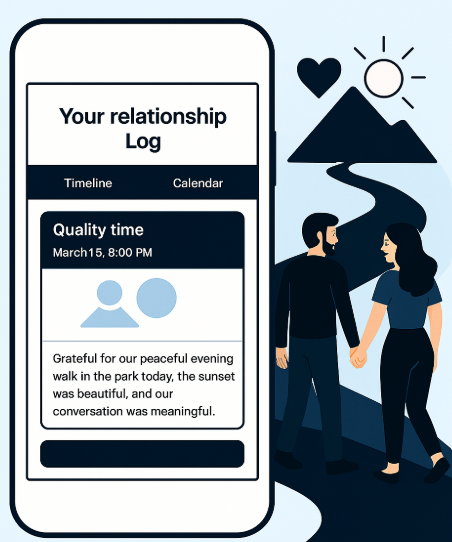 Your relationship
Log
Timeline Calendar
Quality time
March15, 8:00 PM
Grateful for our peaceful evening
walk in the park today, the sunset
was beautiful, and our
conversation was meaningful.